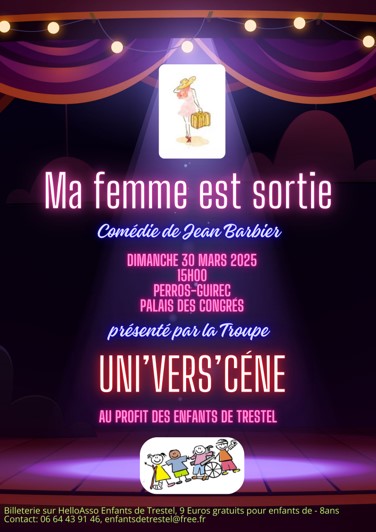 Ma femme est sortie
Comédie de Jean Barbier
DIMANCHE 30 MARS 2025
15H00
PERROS-GUIREC
PALAIS DES CONGRÉS
présenté par la Troupe
UNI'VERS'CÉNE
AU PROFIT DES ENFANTS DE TRESTEL
Billeterie sur HelloAsso Enfants de Trestel, 9 Euros gratuits pour enfants de - 8ans
Contact: 06 64 43 91 46, enfantsdetrestel@free.fr